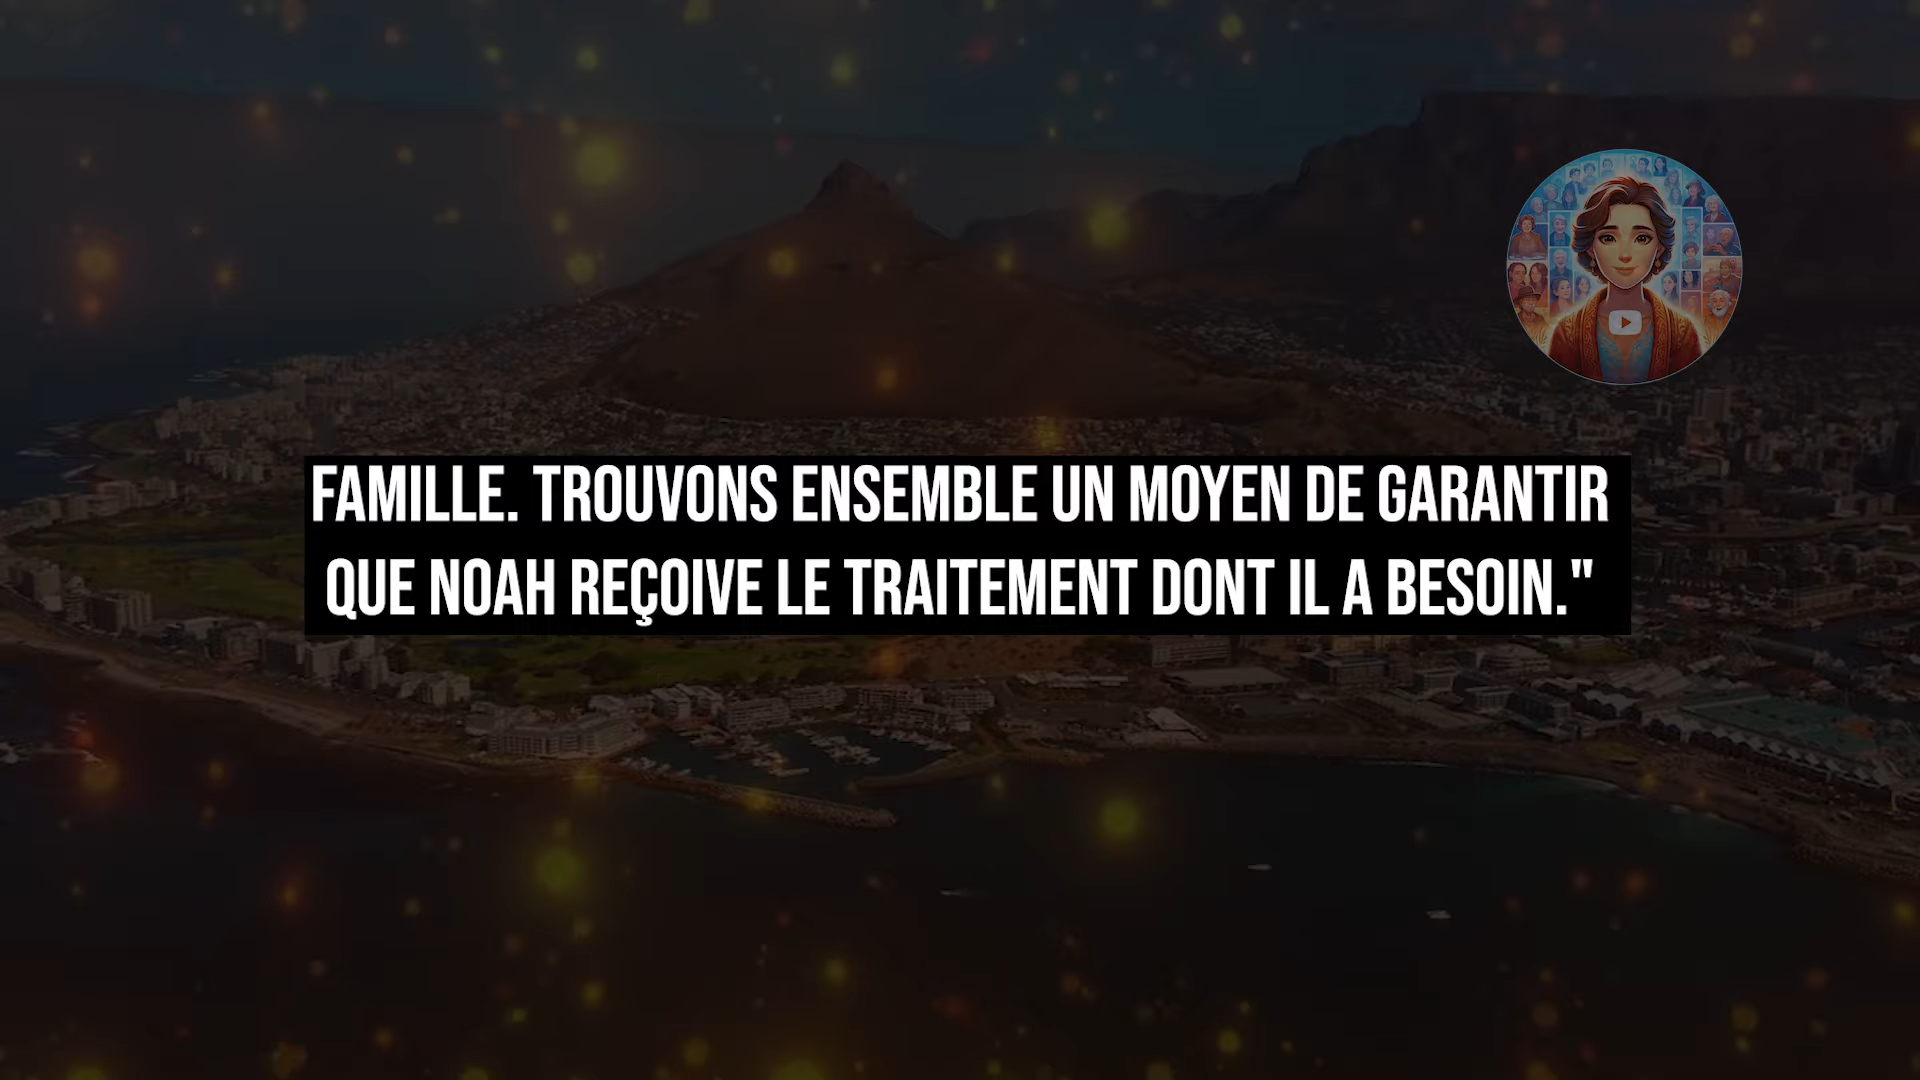 FAMILLE. TROUVONS ENSEMBLE UN MOYEN DE GARANTIR
QUE NOAH REÇOIVE LE TRAITEMENT DONT IL A BESOIN."